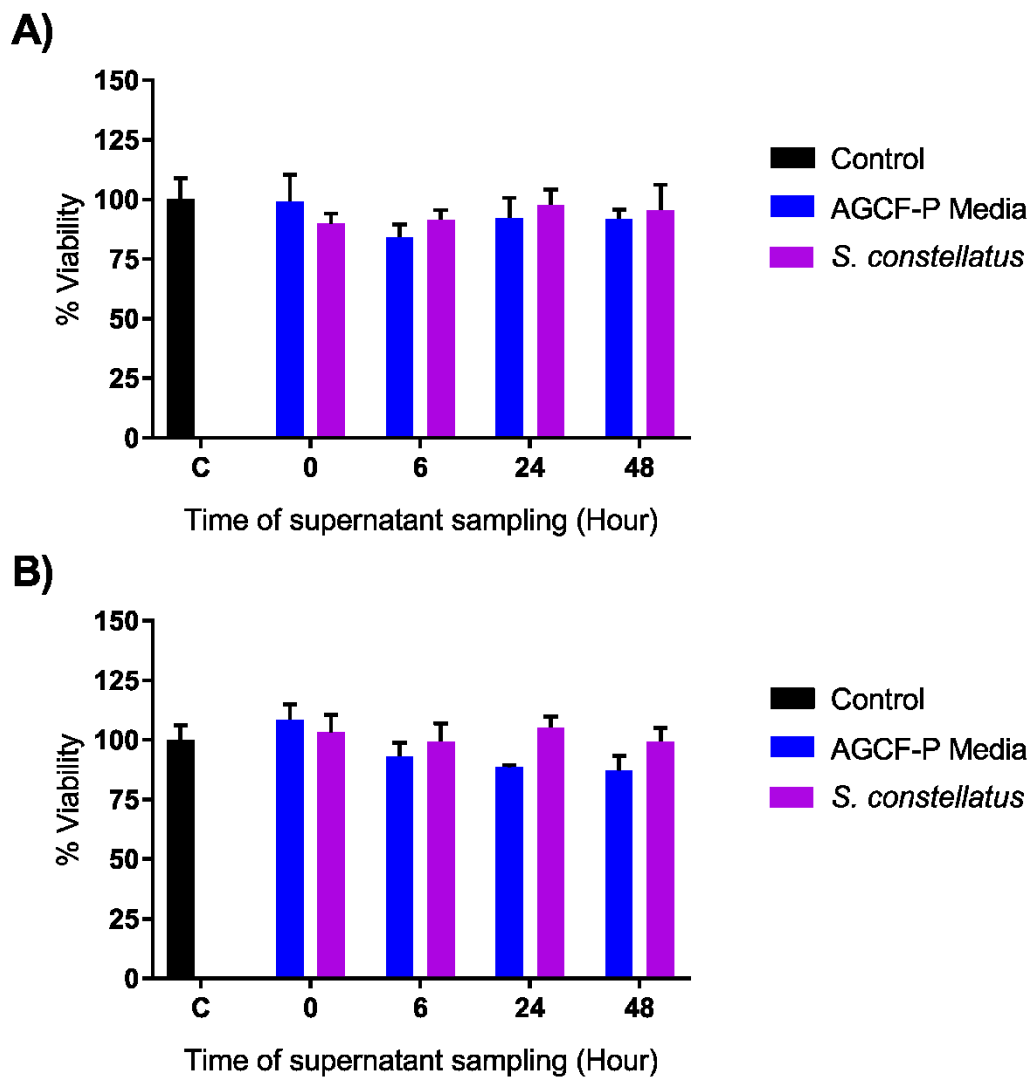 A)
150
125
100
75
50
25
0
% Viability
C 0 6 24 48
Time of supernatant sampling (Hour)
Control
AGCF-P Media
S. constellatus
B)
150
125
100
75
50
25
0
% Viability
C 0 6 24 48
Time of supernatant sampling (Hour)
Control
AGCF-P Media
S. constellatus